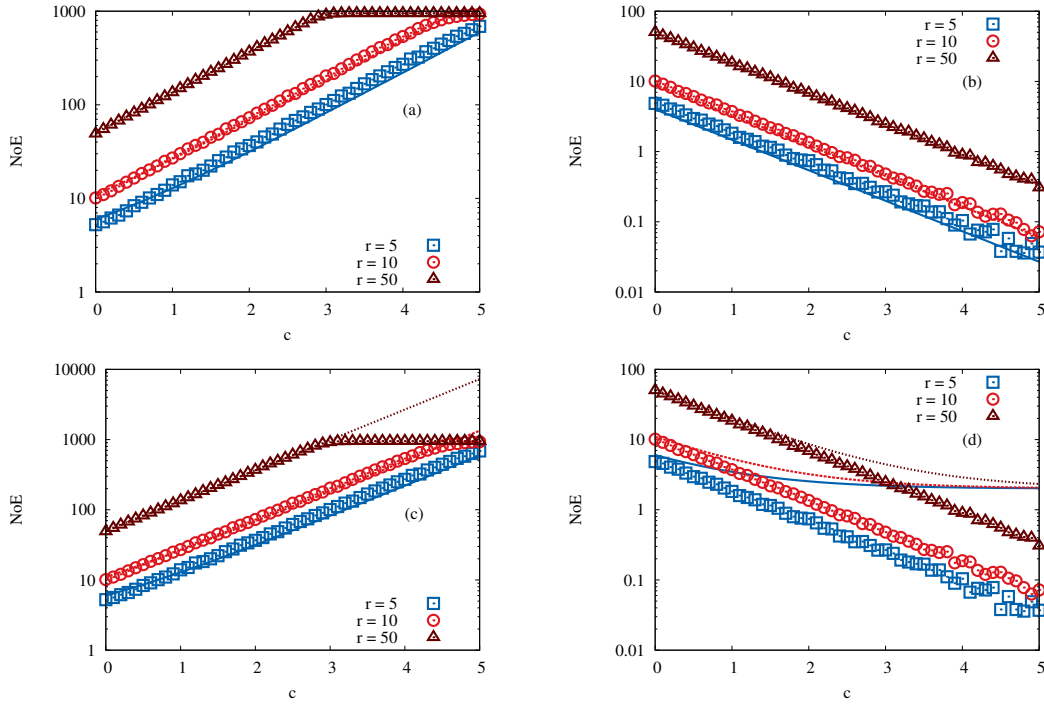 1000
100
10
1
NoE
0 1 2 3 4 5
c
(a)
r = 5
r = 10
r = 50
100
10
1
0.1
0.01
NoE
0 1 2 3 4 5
c
r = 5
r = 10
r = 50
(b)
10000
1000
100
10
1
NoE
0 1 2 3 4 5
c
(c)
r = 5
r = 10
r = 50
100
10
1
0.1
0.01
NoE
0 1 2 3 4 5
c
r = 5
r = 10
r = 50
(d)